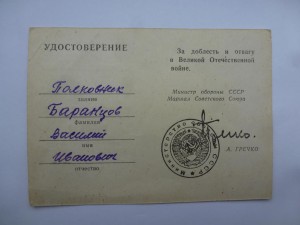 УДОСТОВЕРЕНИЕ
Полковник
звание
Баранцов
фамилия
Василий
имя
Иванович
отчество
За доблесть и отвагу
в Великой Отечественной
войне.
Министр обороны СССР
Маршал Советского Союза
А. ГРЕЧКО